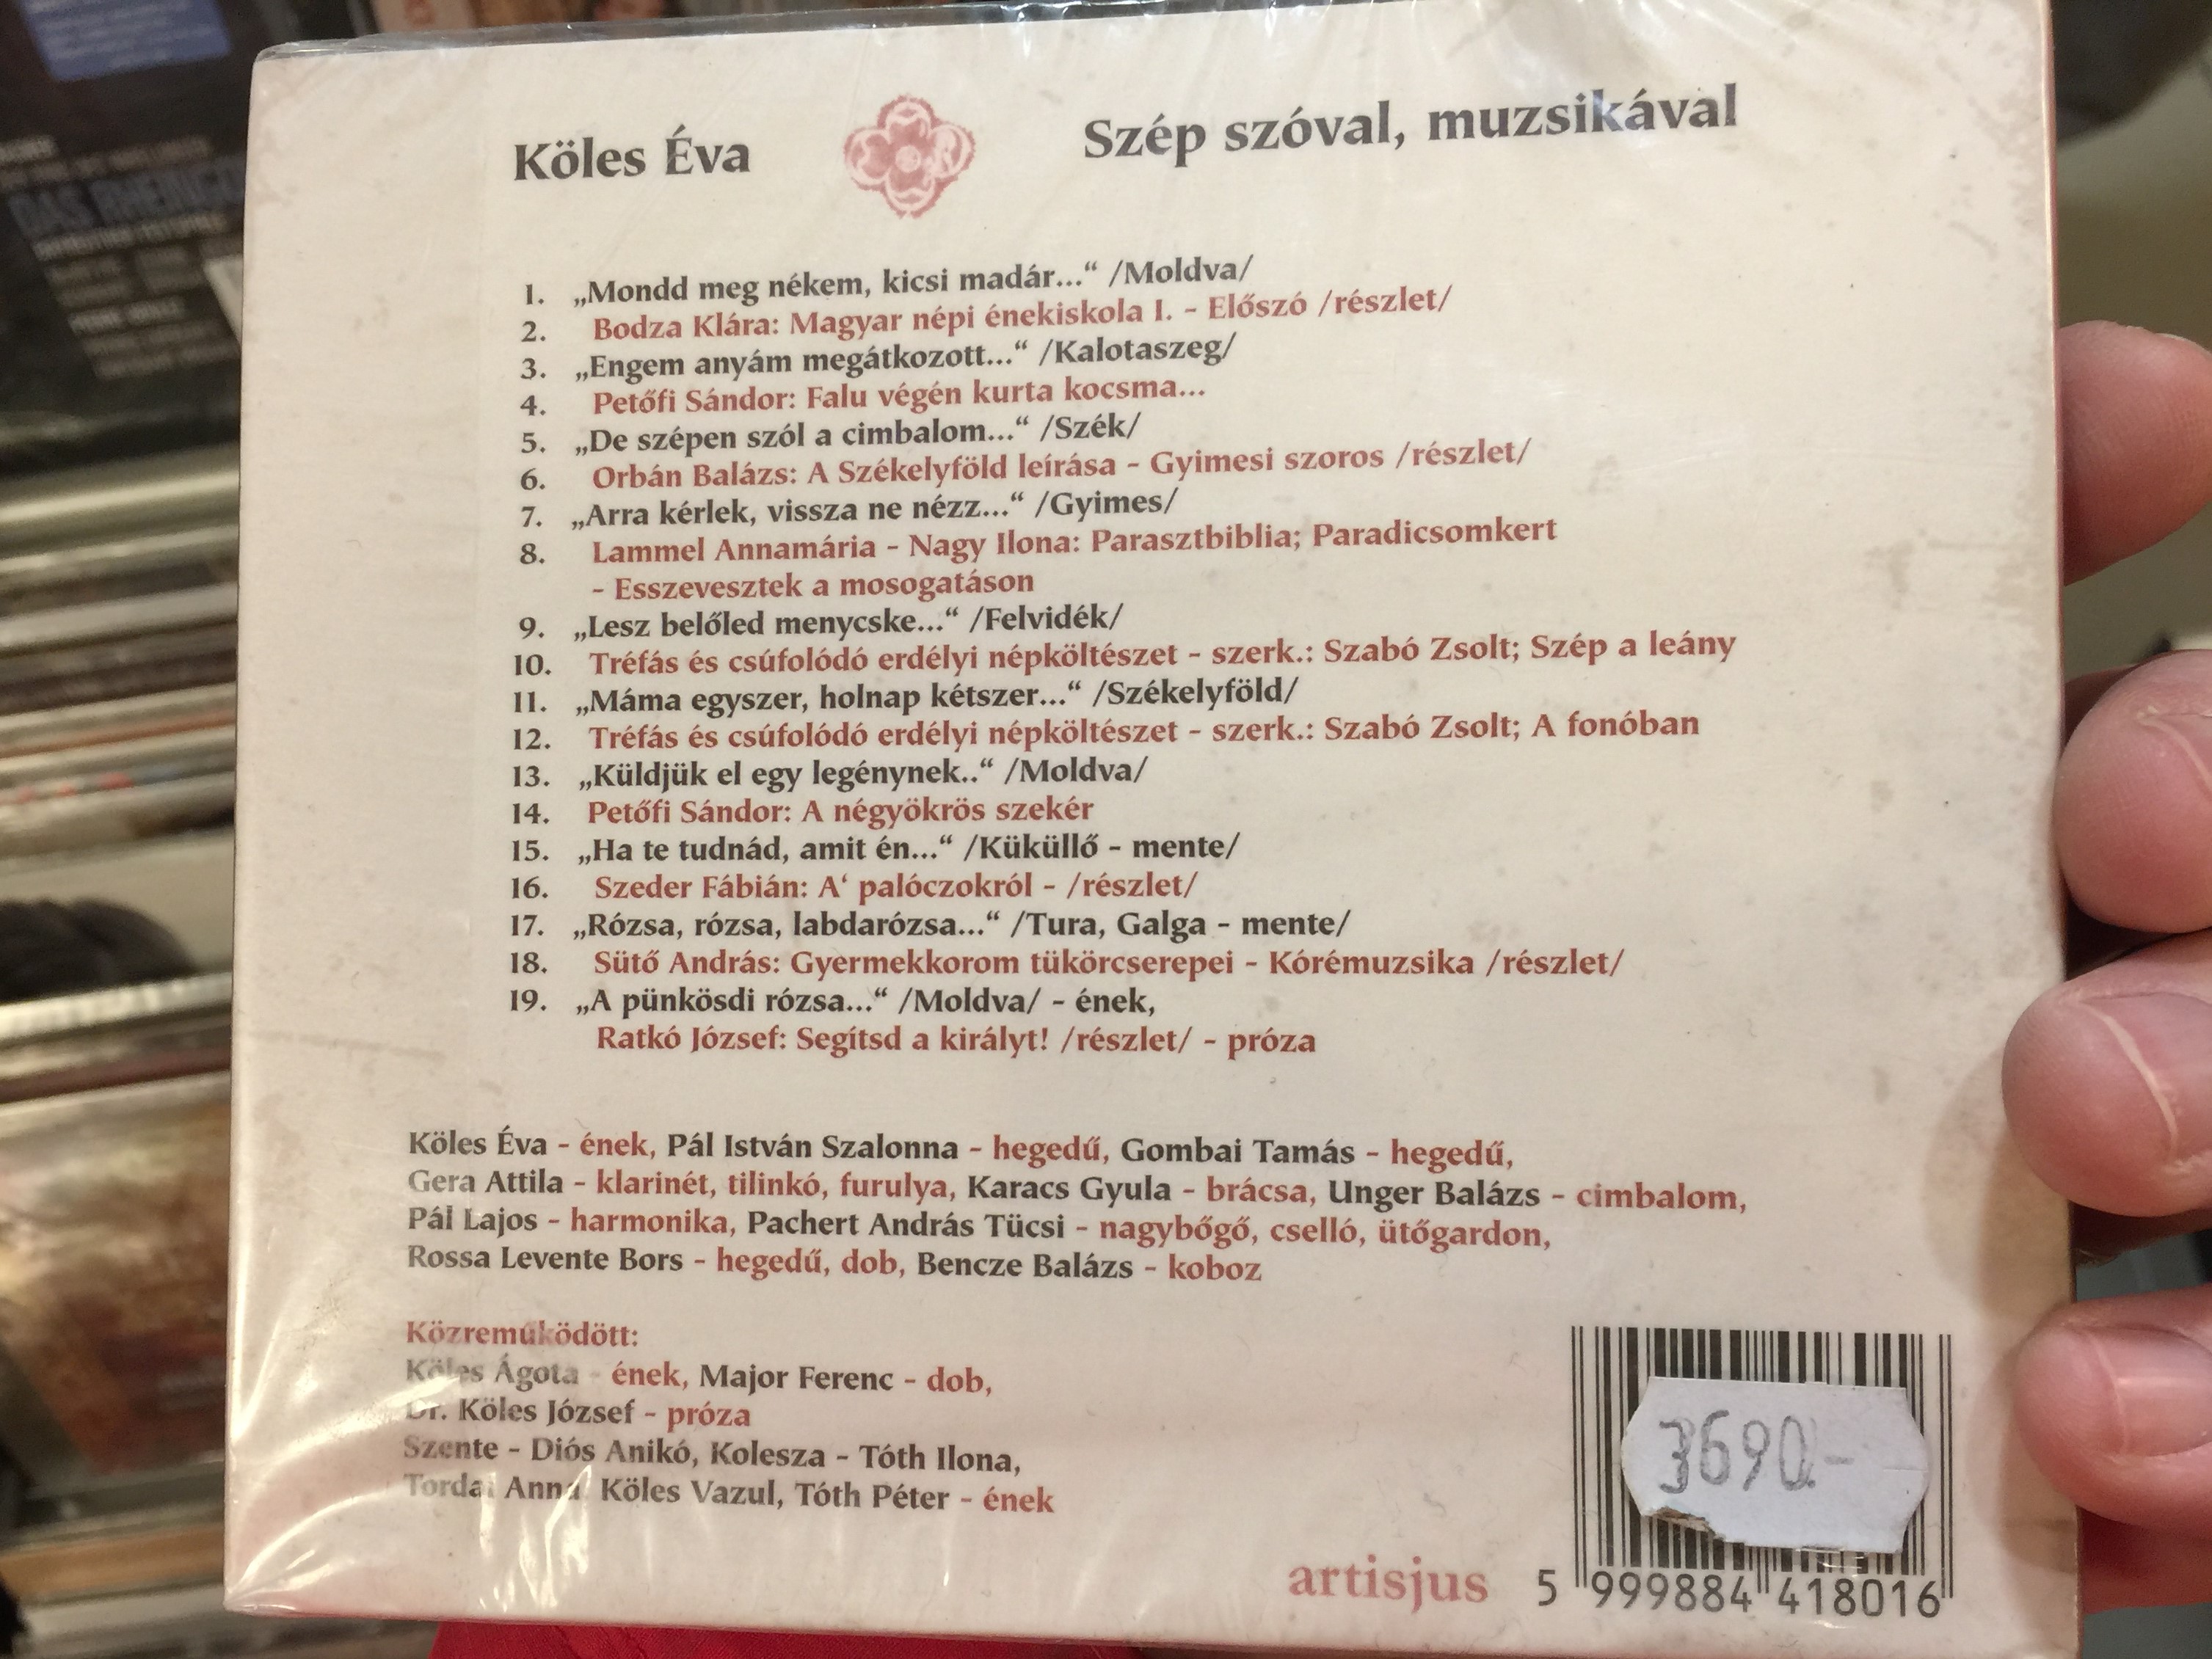 Köles Éva
Szép szóval, muzsikával
1. „Mondd meg nékem, kicsi madár...“ /Moldva/
2. Bodza Klára: Magyar népi énekiskola I. - Előszó /részlet/
3. „Engem anyám megátkozott...“ /Kalotaszeg/
4. Petőfi Sándor: Falu végén kurta kocsma...
5. „De szépen szól a cimbalom...“ /Szék/
6. Orbán Balázs: A Székelyföld leírása - Gyimesi szoros /részlet/
7. „Arra kérlek, vissza ne nézz...“ /Gyimes/
8. Lammel Annamária - Nagy Ilona: Parasztbiblia; Paradicsomkert
- Esszevesztek a mosogatáson
9. „Lesz belőled menycske...“ /Felvidék/
10. Tréfás és csúfolódó erdélyi népköltészet - szerk.: Szabó Zsolt; Szép a leány
11. „Máma egyszer, holnap kétszer...“ /Székelyföld/
12. Tréfás és csúfolódó erdélyi népköltészet - szerk.: Szabó Zsolt; A fonóban
13. „Küldjük el egy legénynek..“ /Moldva/
14. Petőfi Sándor: A négyökrös szekér
15. „Ha te tudnád, amit én...“ /Küküllő - mente/
16. Szeder Fábián: A‘ palóczokról - /részlet/
17. „Rózsa, rózsa, labdarózsa...“ /Tura, Galga - mente/
18. Sütő András: Gyermekkorom tükörcserepei - Kórémuzsika /részlet/
19. „A pünkösdi rózsa...“ /Moldva/ - ének,
Ratkó József: Segítsd a királyt! /részlet/ - próza
Köles Éva - ének, Pál István Szalonna - hegedű, Gombai Tamás - hegedű,
Gera Attila - klarinét, tilinkó, furulya, Karacs Gyula - brácsa, Unger Balázs - cimbalom,
Pál Lajos - harmonika, Pachert András Tücsi - nagybőgő, cselló, ütőgardon,
Rossa Levente Bors - hegedű, dob, Bencze Balázs - koboz
Közreműködött:
Köles Ágota - ének, Major Ferenc - dob,
Dr. Köles József - próza
Szente - Diós Anikó, Kolesza - Tóth Ilona,
Tordai Anna, Köles Vazul, Tóth Péter - ének
3690.-
artisjus
5 999884 418016
DAS RHEINGOLD